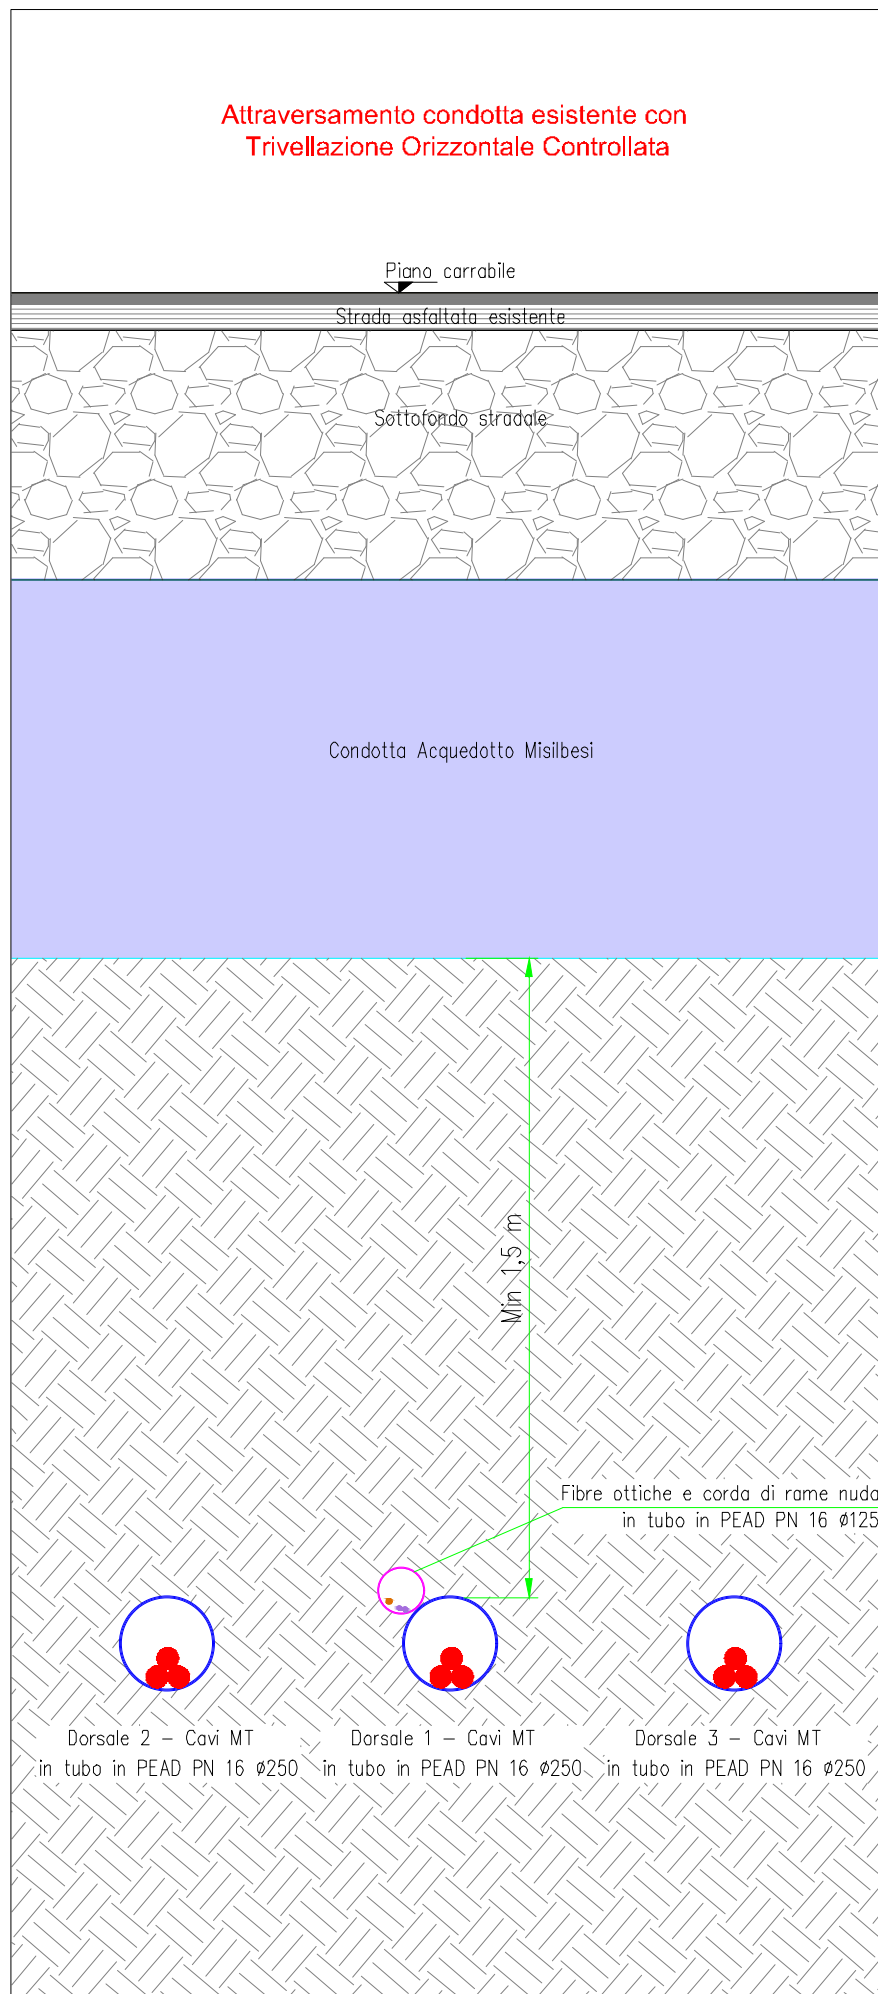 Attraversamento condotta esistente con
Trivellazione Orizzontale Controllata
Piano carrabile
Strada asfaltata esistente
Sottofondo stradale
Condotta Acquedotto Misilbesi
Min 1,5 m
Fibre ottiche e corda di rame nuda
in tubo in PEAD PN 16 Ø125
Dorsale 2 – Cavi MT
in tubo in PEAD PN 16 Ø250
Dorsale 1 – Cavi MT
in tubo in PEAD PN 16 Ø250
Dorsale 3 – Cavi MT
in tubo in PEAD PN 16 Ø250